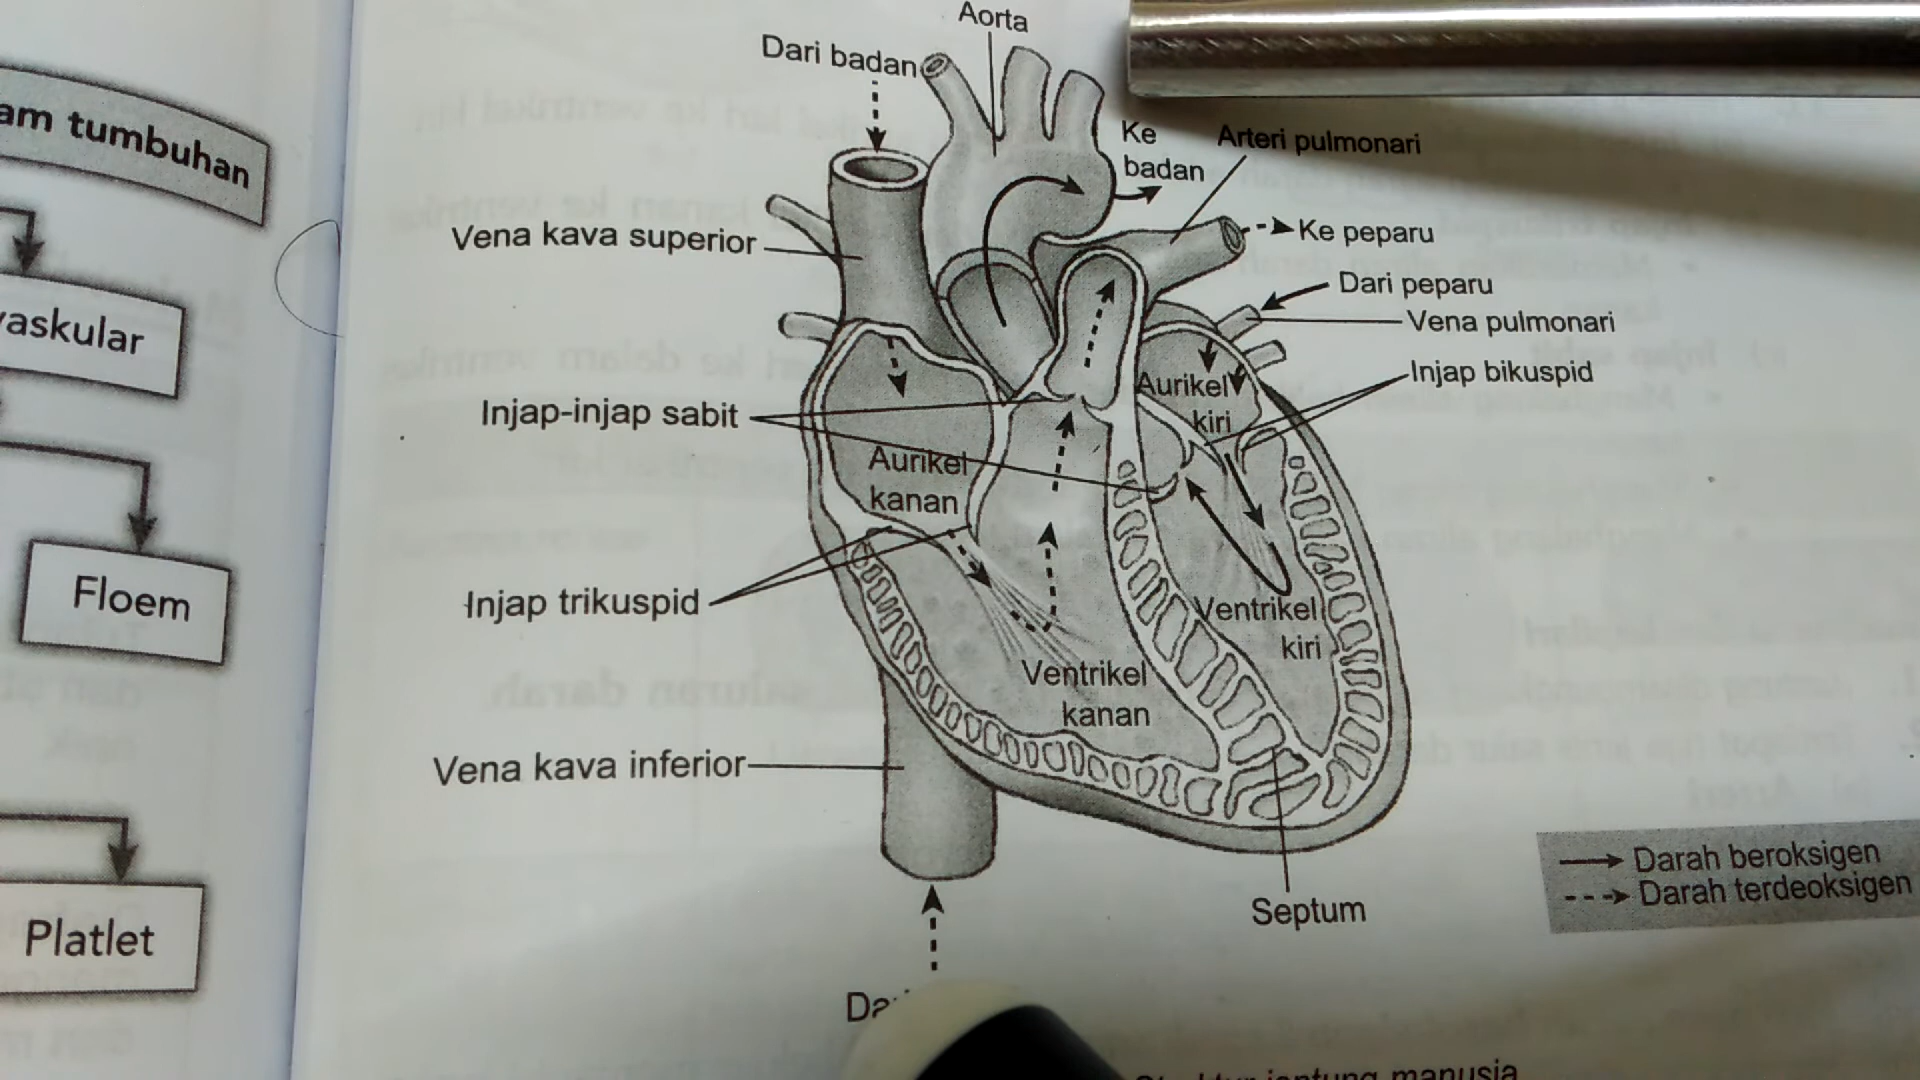 am tumbuhan
vaskular
Floem
Platlet
Aorta
Dari badan
Ke
badan
Arteri pulmonari
Ke peparu
Vena kava superior
Dari peparu
Vena pulmonari
Injap bikuspid
Aurikel
kiri
Injap-injap sabit
Aurikel
kanan
Injap trikuspid
Ventrikel
kiri
Ventrikel
kanan
Vena kava inferior
Septum
Darah beroksigen
Darah terdeoksigen
jantung manusia